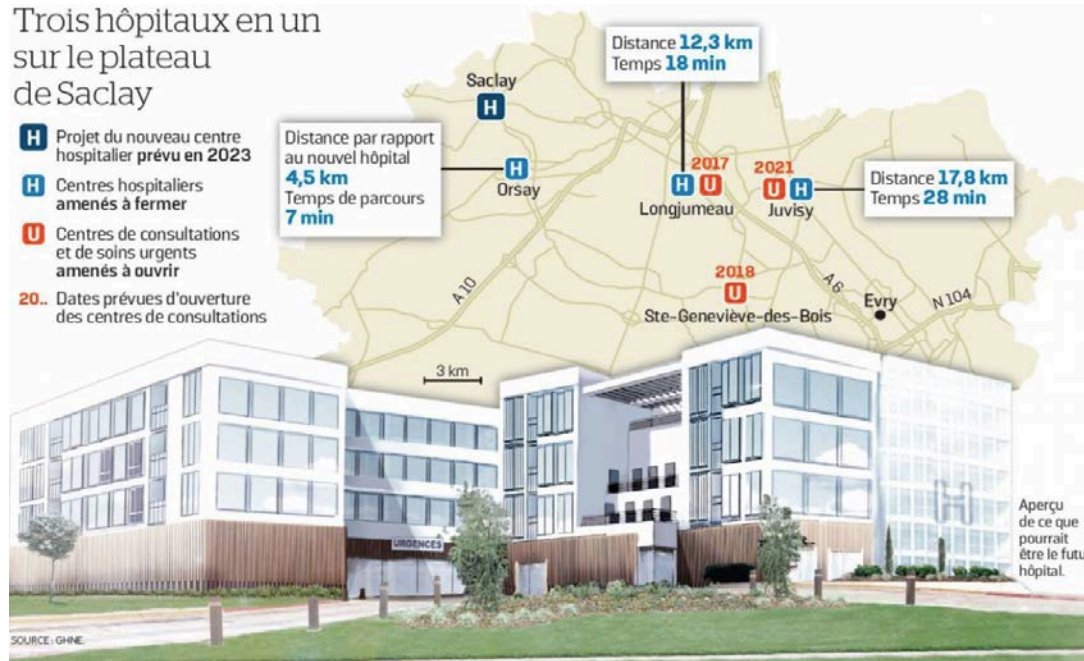 Trois hôpitaux en un
sur le plateau
de Saclay
H
Projet du nouveau centre
hospitalier prévu en 2023
H
Centres hospitaliers
amenés à fermer
U
Centres de consultations
et de soins urgents
amenés à ouvrir
20.. Dates prévues d'ouverture
des centres de consultations
Saclay
H
Distance par rapport
au nouvel hôpital
4,5 km
Temps de parcours
7 min
H
Orsay
Distance 12,3 km
Temps 18 min
2017
H U
Longjumeau
2021
U H
Juvisy
Distance 17,8 km
Temps 28 min
2018
U
Ste-Geneviève-des-Bois
A 10
A 6
Evry
N 104
3 km
URGENCES
H
Aperçu
de ce que
pourrait
être le futu
hôpital.
SOURCE : GHNE.